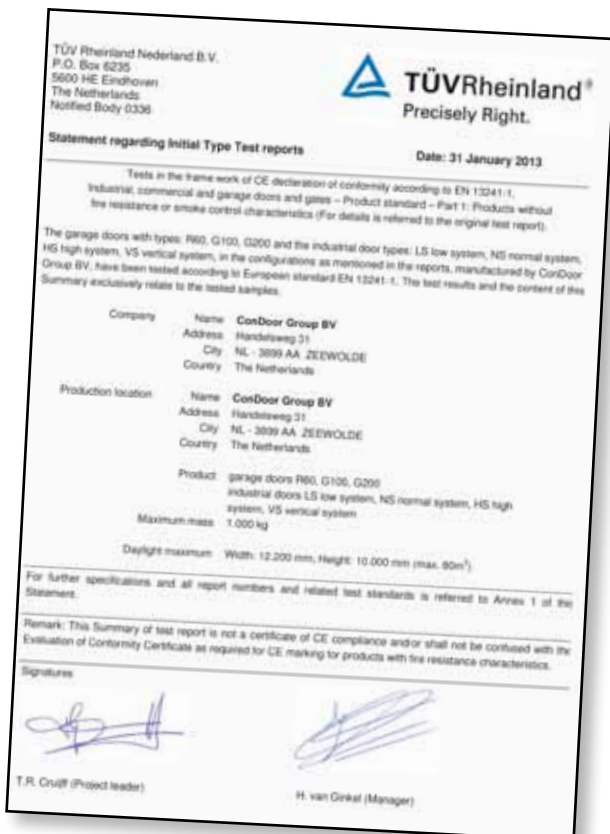 TÜV Rheinland Nederland B.V.
P.O. Box 6235
5600 HE Eindhoven
The Netherlands
Notified Body 0336
TÜVRheinland®
Precisely Right.
Statement regarding Initial Type Test reports
Date: 31 January 2013
Tests in the frame work of CE declaration of conformity according to EN 13241-1.
Industrial, commercial and garage doors and gates – Product standard – Part 1: Products without
fire resistance or smoke control characteristics (For details is referred to the original test report).
The garage doors with types: R60, G100, G200 and the industrial door types: LS low system, NS normal system,
HS high system, VS vertical system, in the configurations as mentioned in the reports, manufactured by ConDoor
Group BV, have been tested according to European standard EN 13241-1. The test results and the content of this
Summary exclusively relate to the tested samples.
Company Name ConDoor Group BV
Address Handelsweg 31
City NL - 3899 AA ZEEWOLDE
Country The Netherlands
Production location Name ConDoor Group BV
Address Handelsweg 31
City NL - 3899 AA ZEEWOLDE
Country The Netherlands
Product garage doors R60, G100, G200
industrial doors LS low system, NS normal system, HS high
system, VS vertical system
Maximum mass 1.000 kg
Daylight maximum Width: 12.200 mm, Height: 10.000 mm (max. 80m²)
For further specifications and all report numbers and related test standards is referred to Annex 1 of the
Statement.
Remark: This Summary of test report is not a certificate of CE compliance and/or shall not be confused with the
Evaluation of Conformity Certificate as required for CE marking for products with fire resistance characteristics.
Signatures
T.R. Cruijff (Project leader)
H. van Ginkel (Manager)